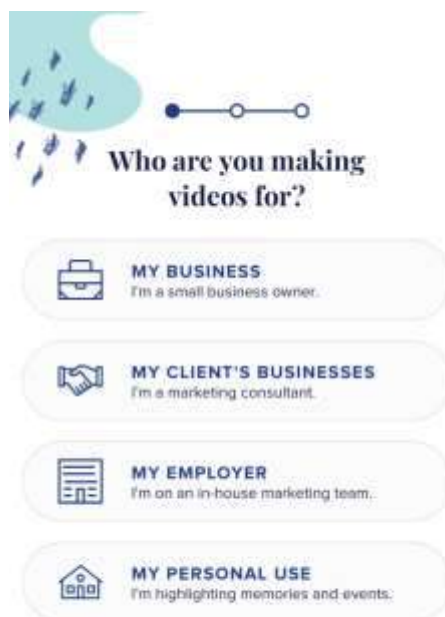 Who are you making
videos for?
MY BUSINESS
I'm a small business owner.
MY CLIENT'S BUSINESSES
I'm a marketing consultant.
MY EMPLOYER
I'm on an in-house marketing team.
MY PERSONAL USE
I'm highlighting memories and events.